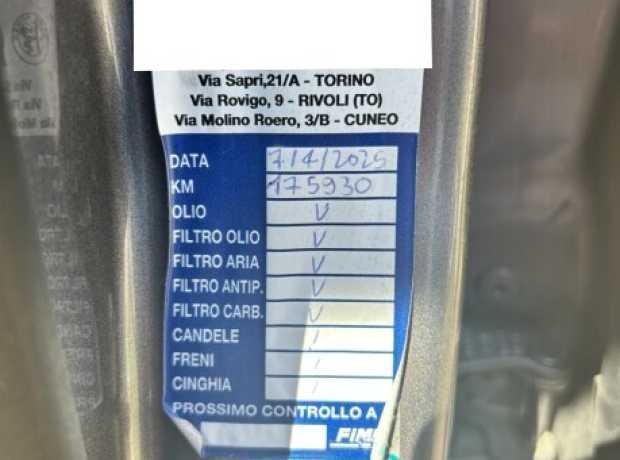 Via Sapri,21/A - TORINO
Via Rovigo, 9 - RIVOLI (TO)
Via Molino Roero, 3/B - CUNEO
DATA 7/4/2025
KM 175930
OLIO V
FILTRO OLIO V
FILTRO ARIA V
FILTRO ANTIP. V
FILTRO CARB. V
CANDELE /
FRENI /
CINGHIA /
PROSSIMO CONTROLLO A